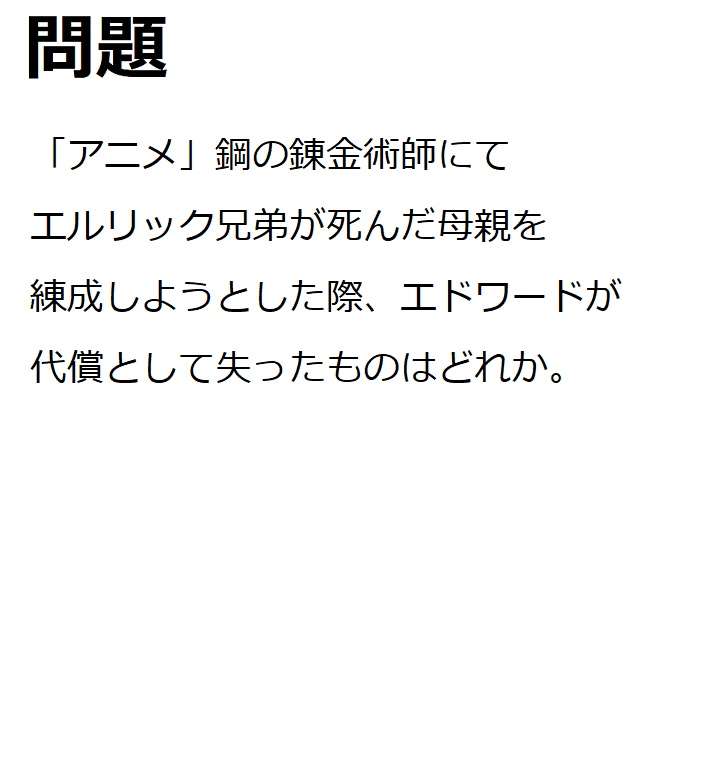 問題
「アニメ」鋼の錬金術師にて
エルリック兄弟が死んだ母親を
練成しようとした際、エドワードが
代償として失ったものはどれか。